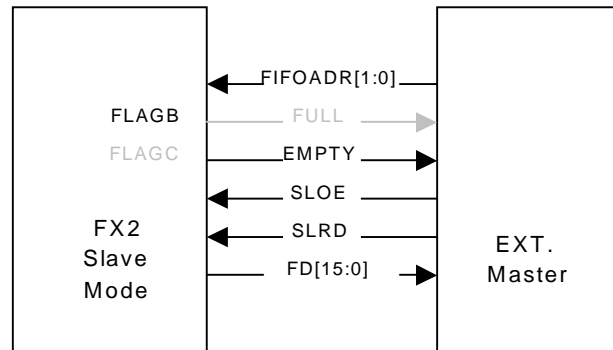 FIFOADR[1:0]
FLAGB FULL
FLAGC EMPTY
SLOE
SLRD
FX2
Slave
Mode
FD[15:0]
EXT.
Master